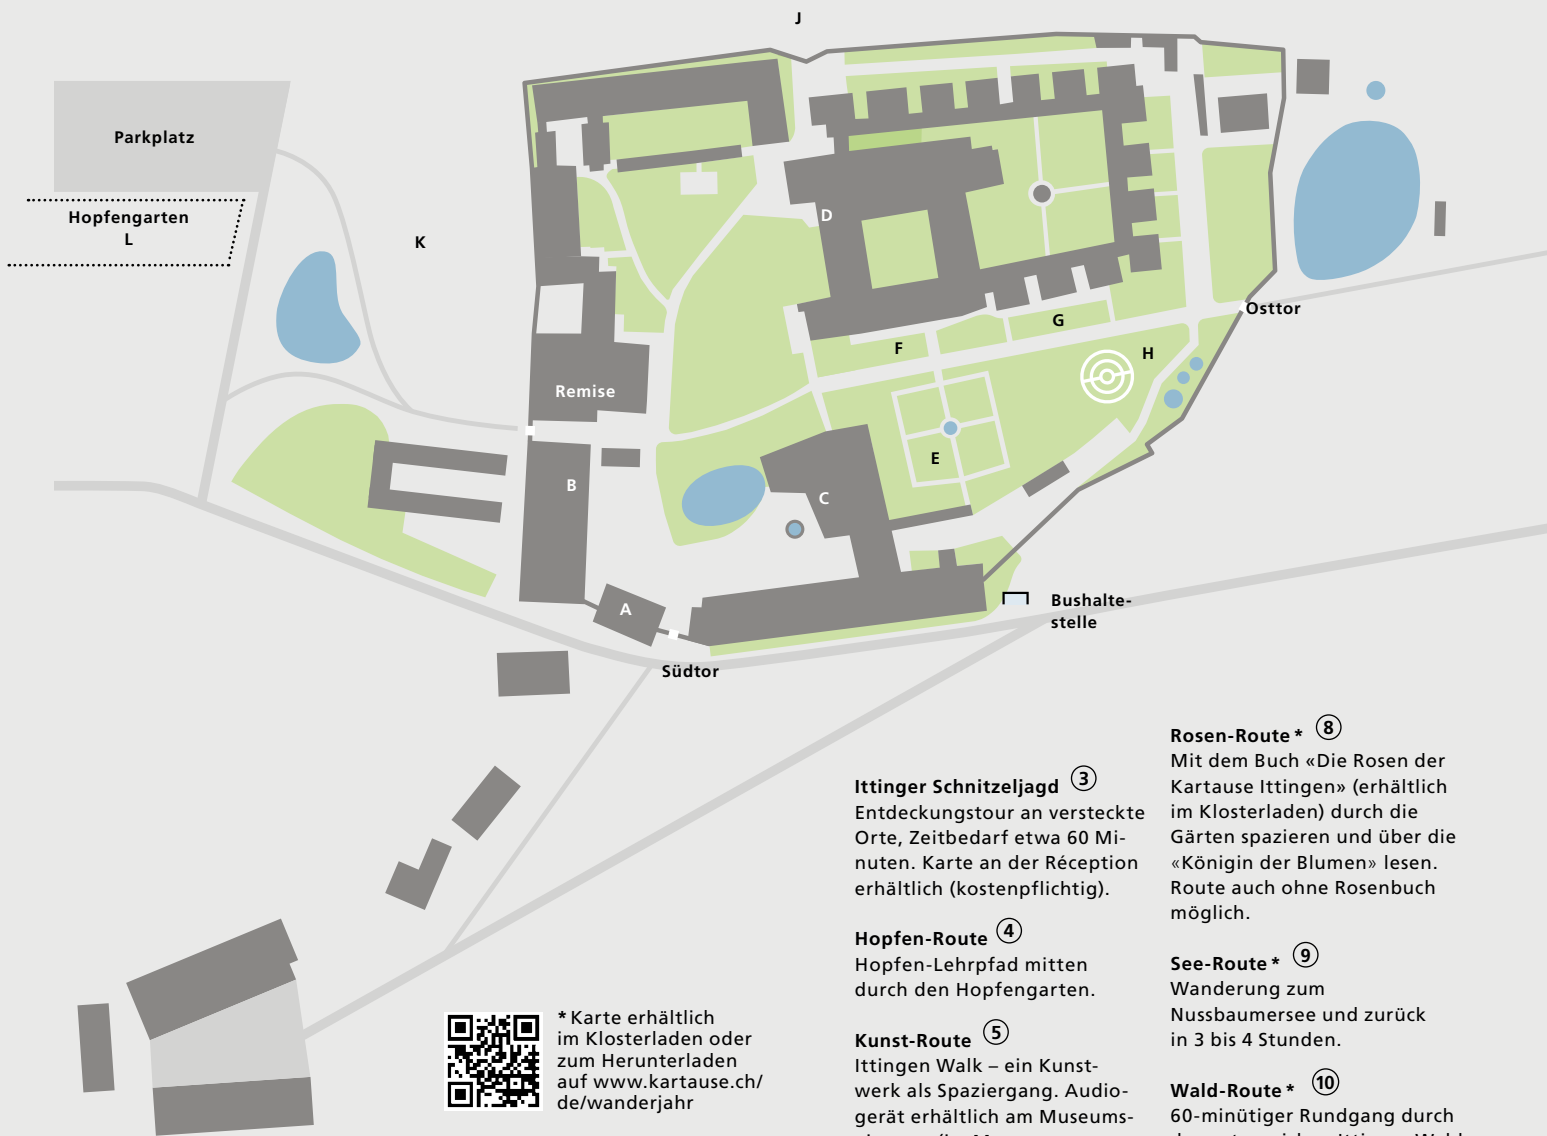 J
Parkplatz
Hopfengarten
L
K
D
Osttor
G
F
H
Remise
E
B
C
A
Bushalte-
stelle
Südtor
Ittinger Schnitzeljagd ③
Entdeckungstour an versteckte
Orte, Zeitbedarf etwa 60 Mi-
nuten. Karte an der Réception
erhältlich (kostenpflichtig).
Hopfen-Route ④
Hopfen-Lehrpfad mitten
durch den Hopfengarten.
Kunst-Route ⑤
Ittingen Walk – ein Kunst-
werk als Spaziergang. Audio-
gerät erhältlich am Museums-
Rosen-Route * ⑧
Mit dem Buch «Die Rosen der
Kartause Ittingen» (erhältlich
im Klosterladen) durch die
Gärten spazieren und über die
«Königin der Blumen» lesen.
Route auch ohne Rosenbuch
möglich.
See-Route * ⑨
Wanderung zum
Nussbaumersee und zurück
in 3 bis 4 Stunden.
Wald-Route * ⑩
60-minütiger Rundgang durch
* Karte erhältlich
im Klosterladen oder
zum Herunterladen
auf www.kartause.ch/
de/wanderjahr